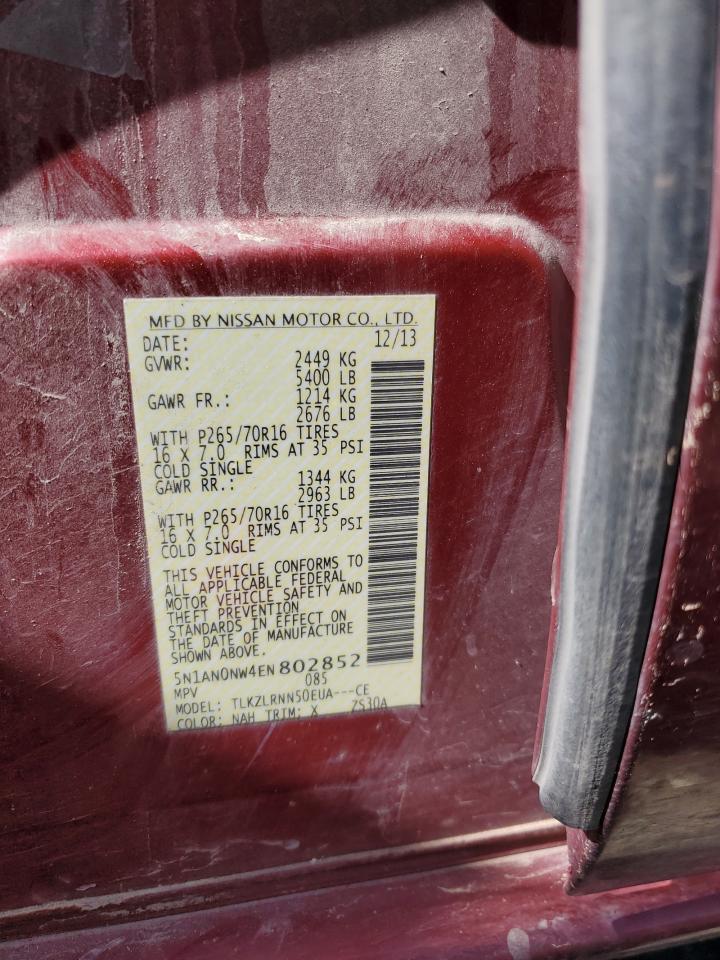 MFD BY NISSAN MOTOR CO., LTD.
DATE: 12/13
GVWR: 2449 KG
5400 LB
GAWR FR.: 1214 KG
2676 LB
WITH P265/70R16 TIRES
16 X 7.0 RIMS AT 35 PSI
COLD SINGLE
GAWR RR.: 1344 KG
2963 LB
WITH P265/70R16 TIRES
16 X 7.0 RIMS AT 35 PSI
COLD SINGLE
THIS VEHICLE CONFORMS TO
ALL APPLICABLE FEDERAL
MOTOR VEHICLE SAFETY AND
THEFT PREVENTION
STANDARDS IN EFFECT ON
THE DATE OF MANUFACTURE
SHOWN ABOVE.
5N1AN0NW4EN802852
MPV 085
MODEL: TLKZLRNN50EUA---CE
COLOR: NAH TRIM: X ZS30A